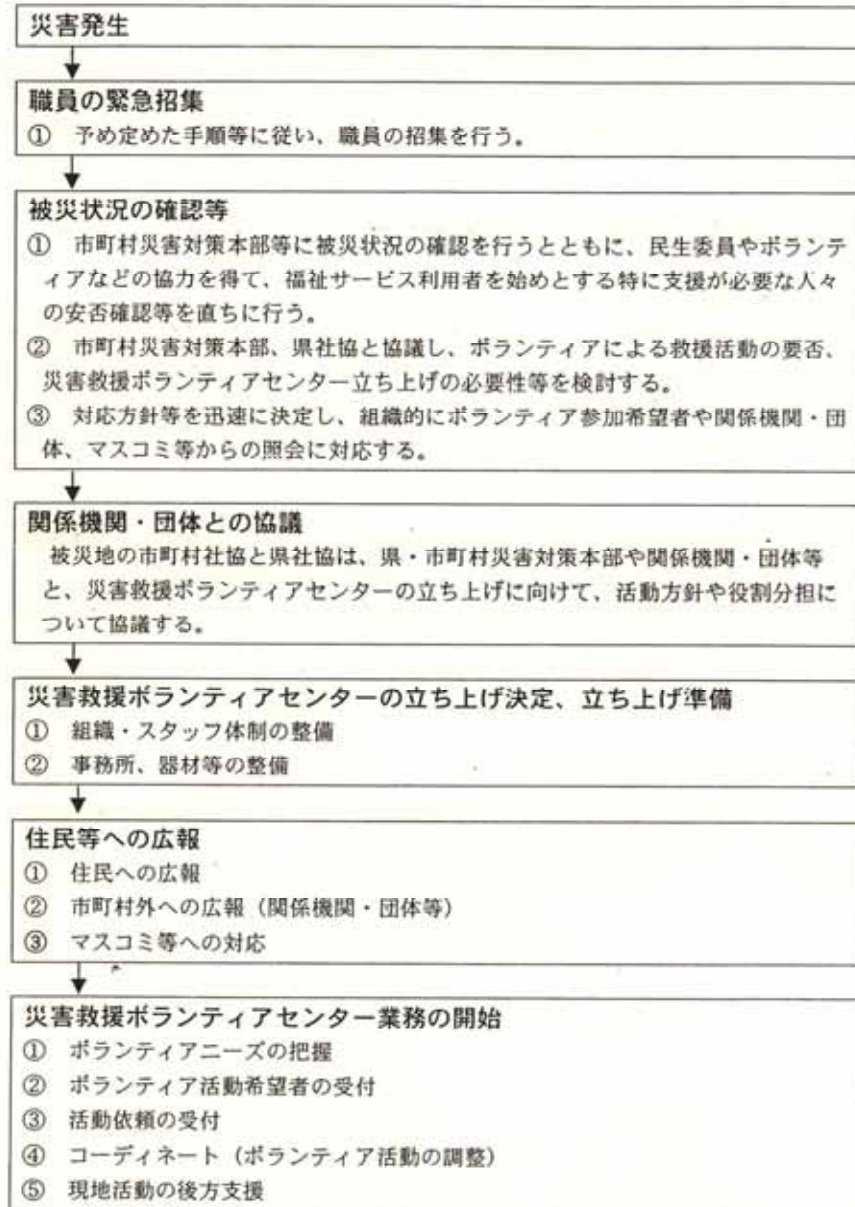 災害発生
職員の緊急招集
① 予め定めた手順等に従い、職員の招集を行う。
被災状況の確認等
① 市町村災害対策本部等に被災状況の確認を行うとともに、民生委員やボランテ
ィアなどの協力を得て、福祉サービス利用者を始めとする特に支援が必要な人々
の安否確認等を直ちに行う。
② 市町村災害対策本部、県社協と協議し、ボランティアによる救援活動の要否、
災害救援ボランティアセンター立ち上げの必要性等を検討する。
③ 対応方針等を迅速に決定し、組織的にボランティア参加希望者や関係機関・団
体、マスコミ等からの照会に対応する。
関係機関・団体との協議
被災地の市町村社協と県社協は、県・市町村災害対策本部や関係機関・団体等
と、災害救援ボランティアセンターの立ち上げに向けて、活動方針や役割分担に
ついて協議する。
災害救援ボランティアセンターの立ち上げ決定、立ち上げ準備
① 組織・スタッフ体制の整備
② 事務所、器材等の整備
住民等への広報
① 住民への広報
② 市町村外への広報（関係機関・団体等）
③ マスコミ等への対応
災害救援ボランティアセンター業務の開始
① ボランティアニーズの把握
② ボランティア活動希望者の受付
③ 活動依頼の受付
④ コーディネート（ボランティア活動の調整）
⑤ 現地活動の後方支援